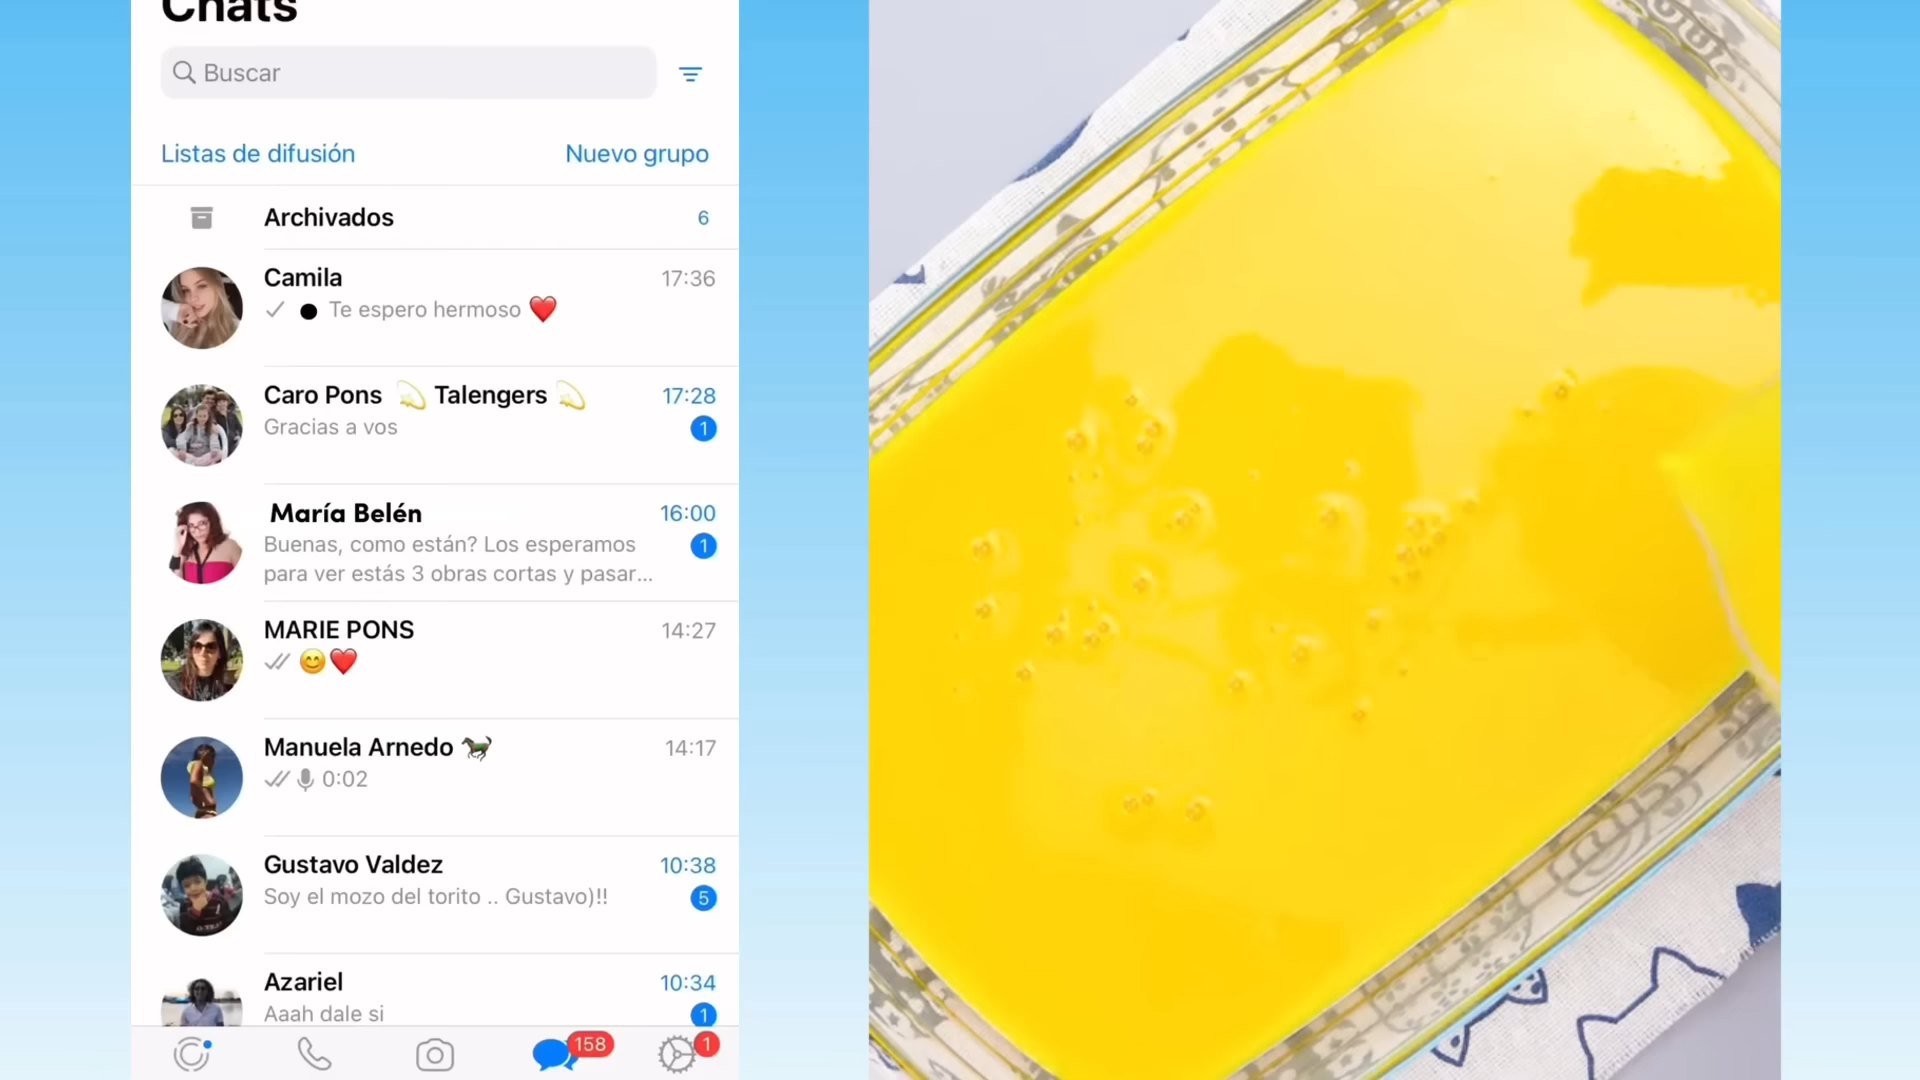 Chats
Buscar
Listas de difusión
Nuevo grupo
Archivados
6
Camila
17:36
Te espero hermoso ❤️
Caro Pons 💫 Talengers 💫
17:28
Gracias a vos
1
María Belén
16:00
Buenas, como están? Los esperamos
1
para ver estás 3 obras cortas y pasar...
MARIE PONS
14:27
😊❤️
Manuela Arnedo 🐎
14:17
0:02
Gustavo Valdez
10:38
Soy el mozo del torito .. Gustavo)!!
5
Azariel
10:34
Aaah dale si
1
158
1